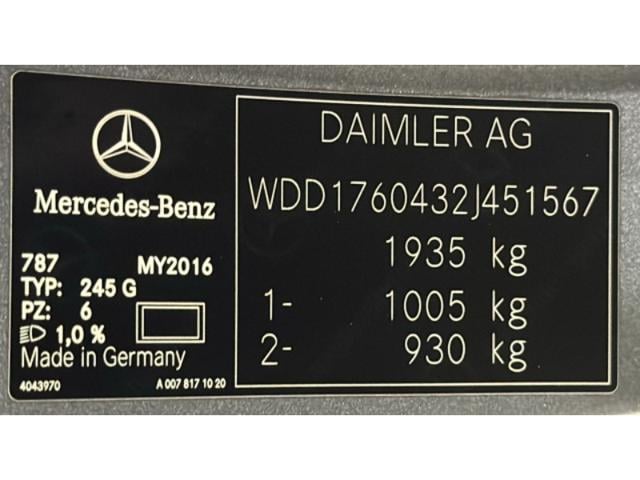 Mercedes-Benz
787 MY2016
TYP: 245 G
PZ: 6
1,0 %
Made in Germany
4043970 A 007 817 10 20
DAIMLER AG
WDD1760432J451567
1935 kg
1- 1005 kg
2- 930 kg